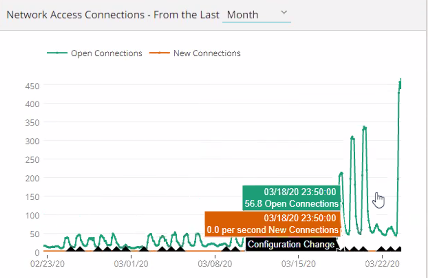 Network Access Connections - From the Last Month
Open Connections New Connections
450
400
350
300
250
200
150
100
50
0
03/18/20 23:50:00
56.8 Open Connections
03/18/20 23:50:00
0.0 per second New Connections
Configuration Change
02/23/20 03/01/20 03/08/20 03/15/20 03/22/20